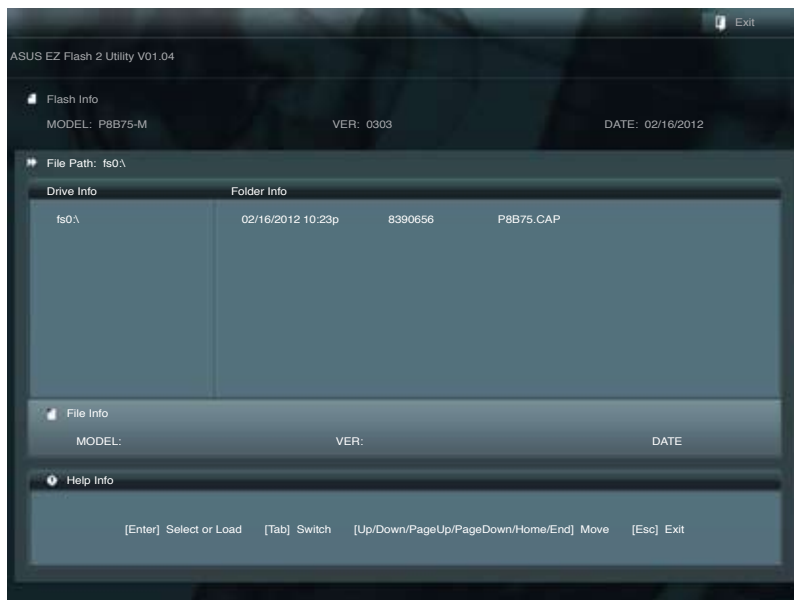 Exit
ASUS EZ Flash 2 Utility V01.04
Flash Info
MODEL: P8B75-M VER: 0303 DATE: 02/16/2012
File Path: fs0:\
Drive Info Folder Info
fs0:\ 02/16/2012 10:23p 8390656 P8B75.CAP
File Info
MODEL: VER: DATE
Help Info
[Enter] Select or Load [Tab] Switch [Up/Down/PageUp/PageDown/Home/End] Move [Esc] Exit